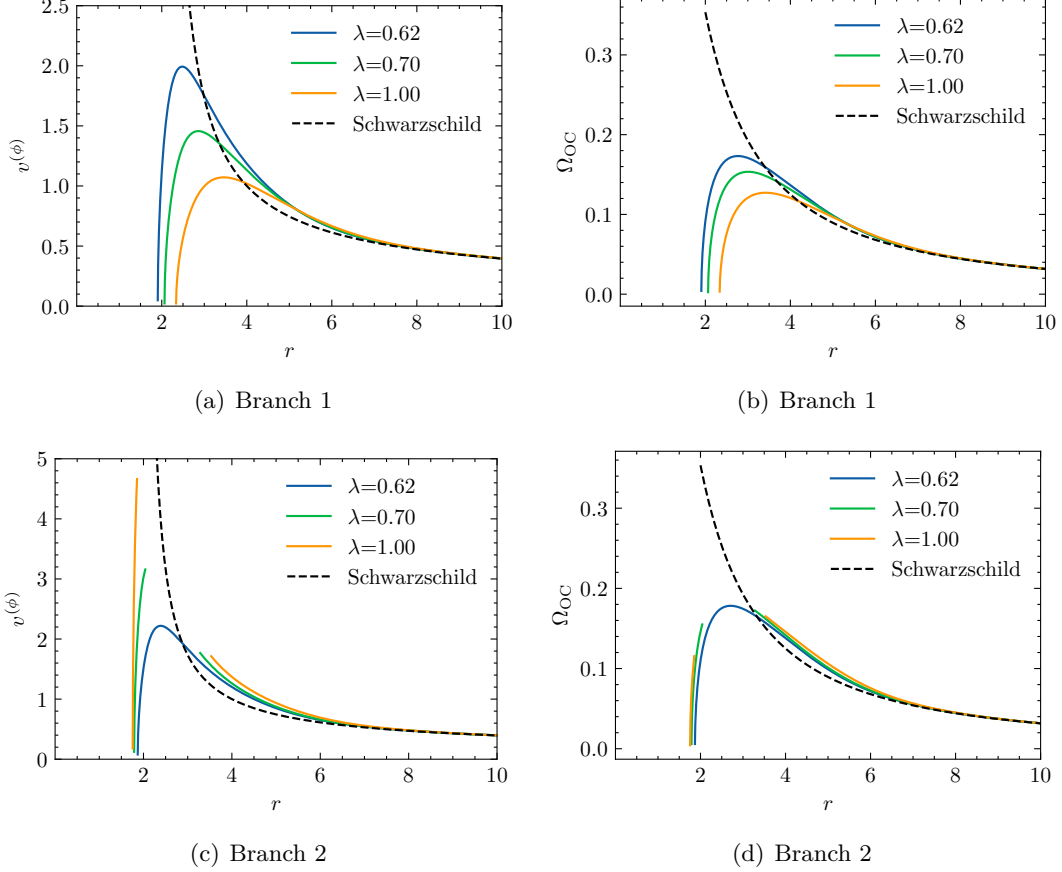 2.5
2.0
1.5
1.0
0.5
0.0
2
4
6
8
10
v^(ϕ)
r
λ=0.62
λ=0.70
λ=1.00
Schwarzschild
(a) Branch 1
0.3
0.2
0.1
0.0
2
4
6
8
10
Ω_OC
r
λ=0.62
λ=0.70
λ=1.00
Schwarzschild
(b) Branch 1
5
4
3
2
1
0
2
4
6
8
10
v^(ϕ)
r
λ=0.62
λ=0.70
λ=1.00
Schwarzschild
(c) Branch 2
0.3
0.2
0.1
0.0
2
4
6
8
10
Ω_OC
r
λ=0.62
λ=0.70
λ=1.00
Schwarzschild
(d) Branch 2